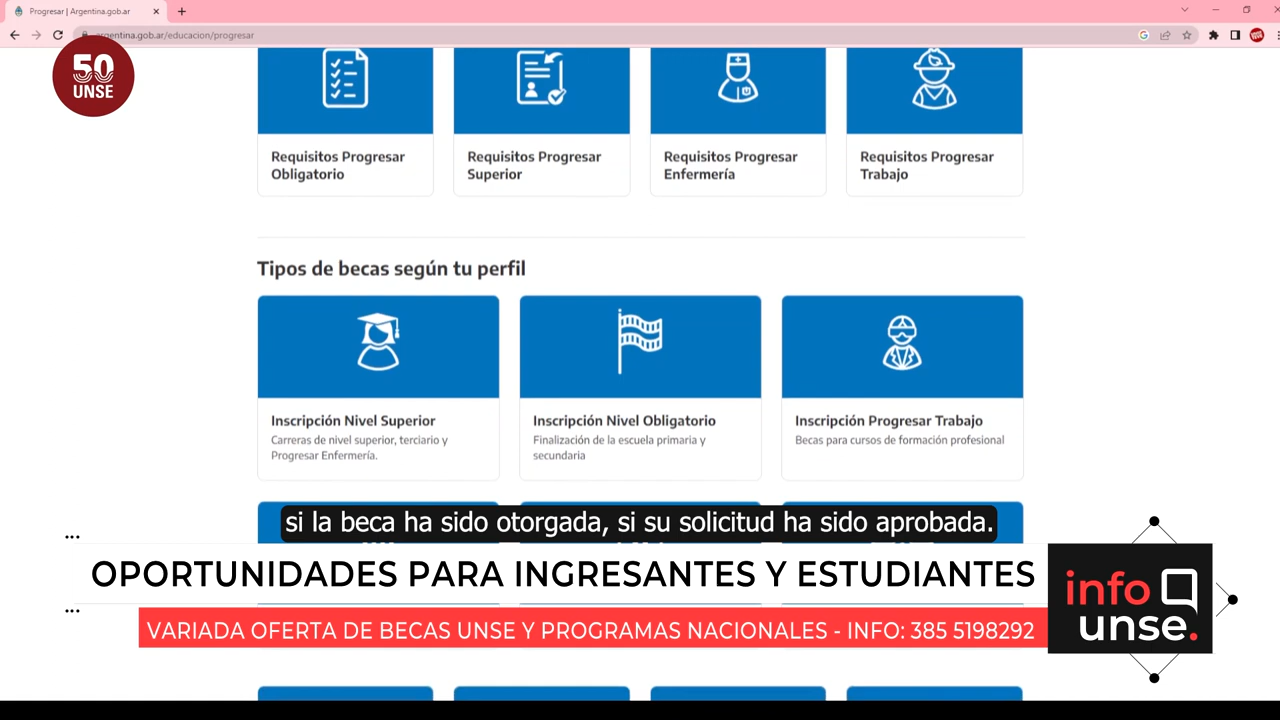 Progresar | Argentina.gob.ar
argentina.gob.ar/educacion/progresar
50
UNSE
Requisitos Progresar
Obligatorio
Requisitos Progresar
Superior
Requisitos Progresar
Enfermería
Requisitos Progresar
Trabajo
Tipos de becas según tu perfil
Inscripción Nivel Superior
Carreras de nivel superior, terciario y
Progresar Enfermería.
Inscripción Nivel Obligatorio
Finalización de la escuela primaria y
secundaria
Inscripción Progresar Trabajo
Becas para cursos de formación profesional
si la beca ha sido otorgada, si su solicitud ha sido aprobada.
OPORTUNIDADES PARA INGRESANTES Y ESTUDIANTES
VARIADA OFERTA DE BECAS UNSE Y PROGRAMAS NACIONALES - INFO: 385 5198292
info
unse.